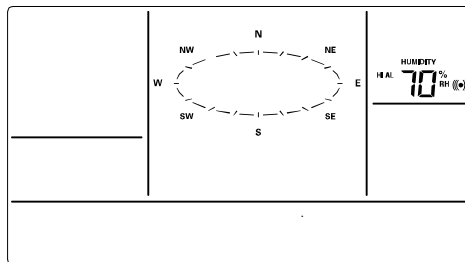 N
NW NE
W E
SW SE
S
HUMIDITY
HI AL 70 %
RH